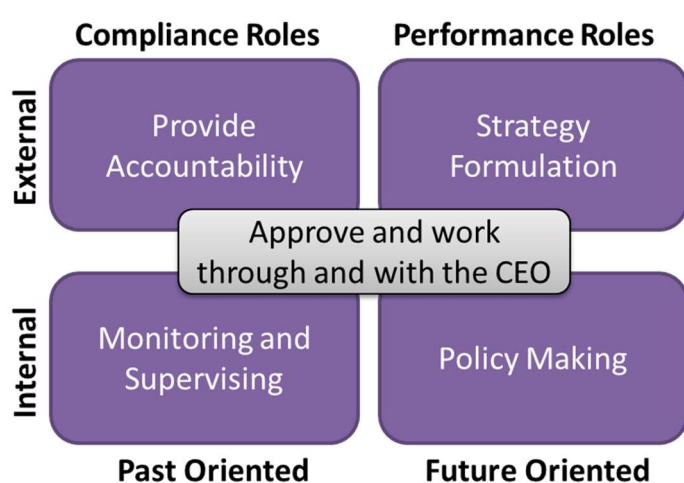 Compliance Roles
Performance Roles
External
Provide
Accountability
Strategy
Formulation
Approve and work
through and with the CEO
Internal
Monitoring and
Supervising
Policy Making
Past Oriented
Future Oriented